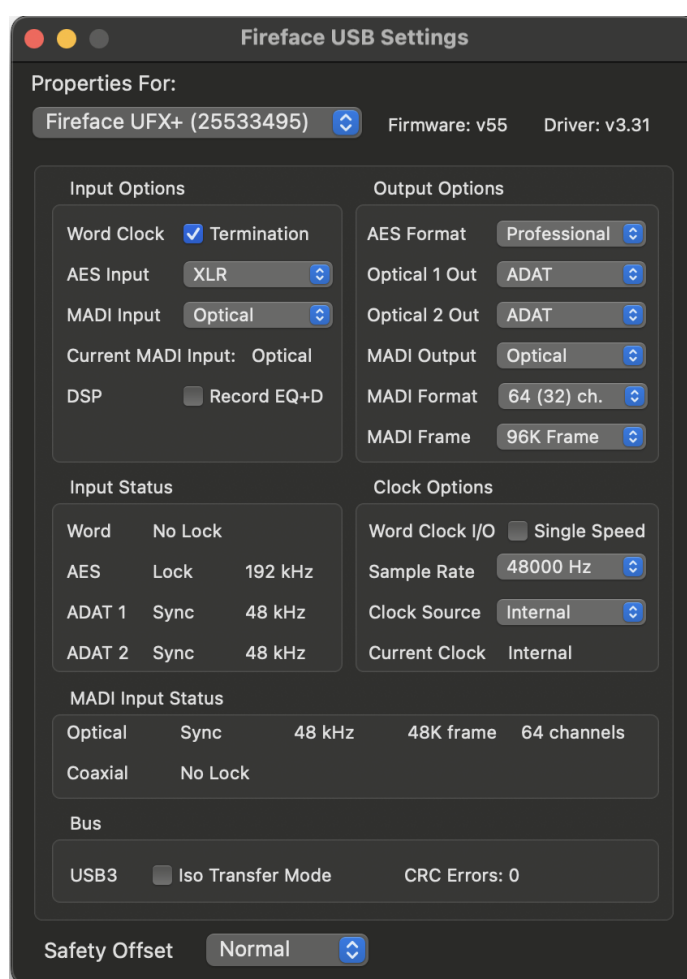 Fireface USB Settings
Properties For:
Fireface UFX+ (25533495) Firmware: v55 Driver: v3.31
Input Options
Word Clock Termination
AES Input XLR
MADI Input Optical
Current MADI Input: Optical
DSP Record EQ+D
Output Options
AES Format Professional
Optical 1 Out ADAT
Optical 2 Out ADAT
MADI Output Optical
MADI Format 64 (32) ch.
MADI Frame 96K Frame
Input Status
Word No Lock
AES Lock 192 kHz
ADAT 1 Sync 48 kHz
ADAT 2 Sync 48 kHz
Clock Options
Word Clock I/O Single Speed
Sample Rate 48000 Hz
Clock Source Internal
Current Clock Internal
MADI Input Status
Optical Sync 48 kHz 48K frame 64 channels
Coaxial No Lock
Bus
USB3 Iso Transfer Mode CRC Errors: 0
Safety Offset Normal